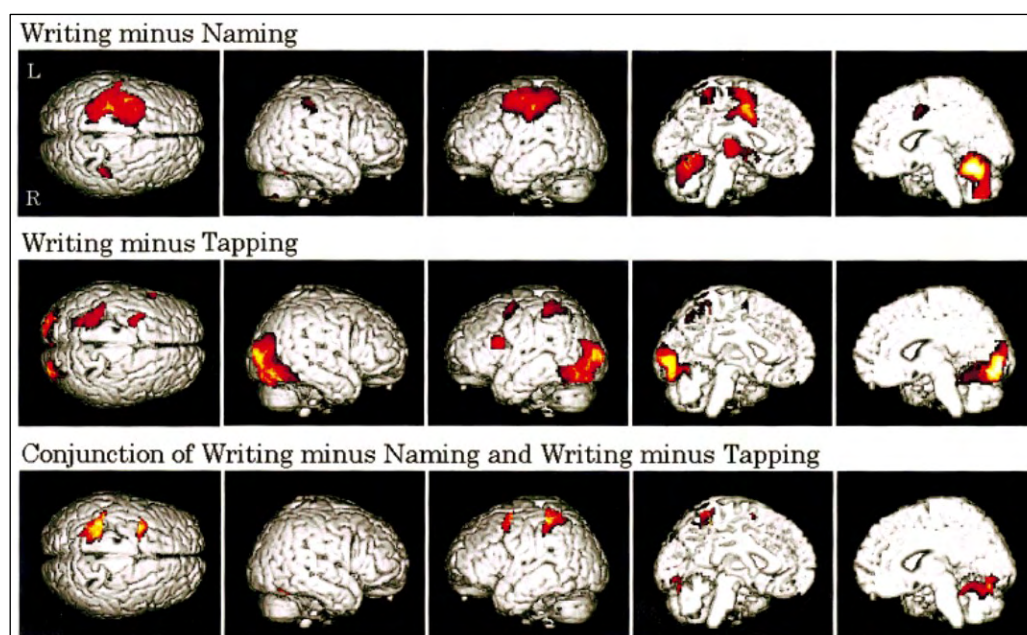 Writing minus Naming
L
R
Writing minus Tapping
Conjunction of Writing minus Naming and Writing minus Tapping